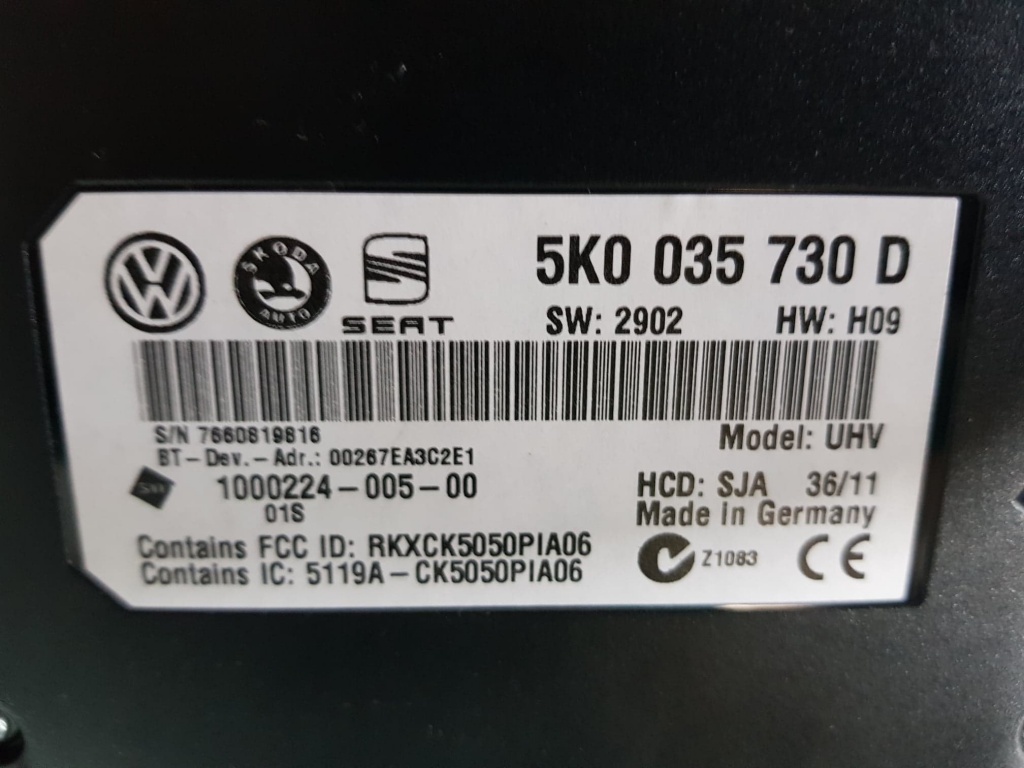 5K0 035 730 D
ŠKODA
AUTO
SEAT
SW: 2902 HW: H09
S/N 7660819816
Model: UHV
BT-Dev.-Adr.: 00267EA3C2E1
1000224-005-00
HCD: SJA 36/11
01S
Made in Germany
Contains FCC ID: RKXCK5050PIA06
Contains IC: 5119A-CK5050PIA06
Z1083
CE